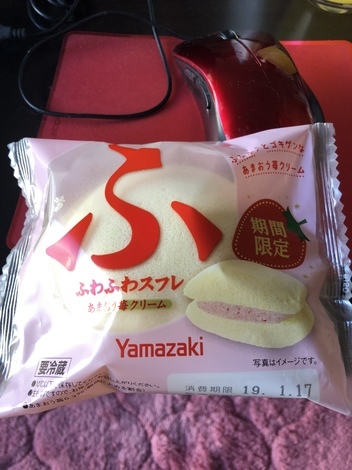 あまおう苺クリーム
ふ
期間
限定
ふわふわスフレ
あまおう苺クリーム
Yamazaki
写真はイメージです。
要冷蔵
消費期限 19. 1.17